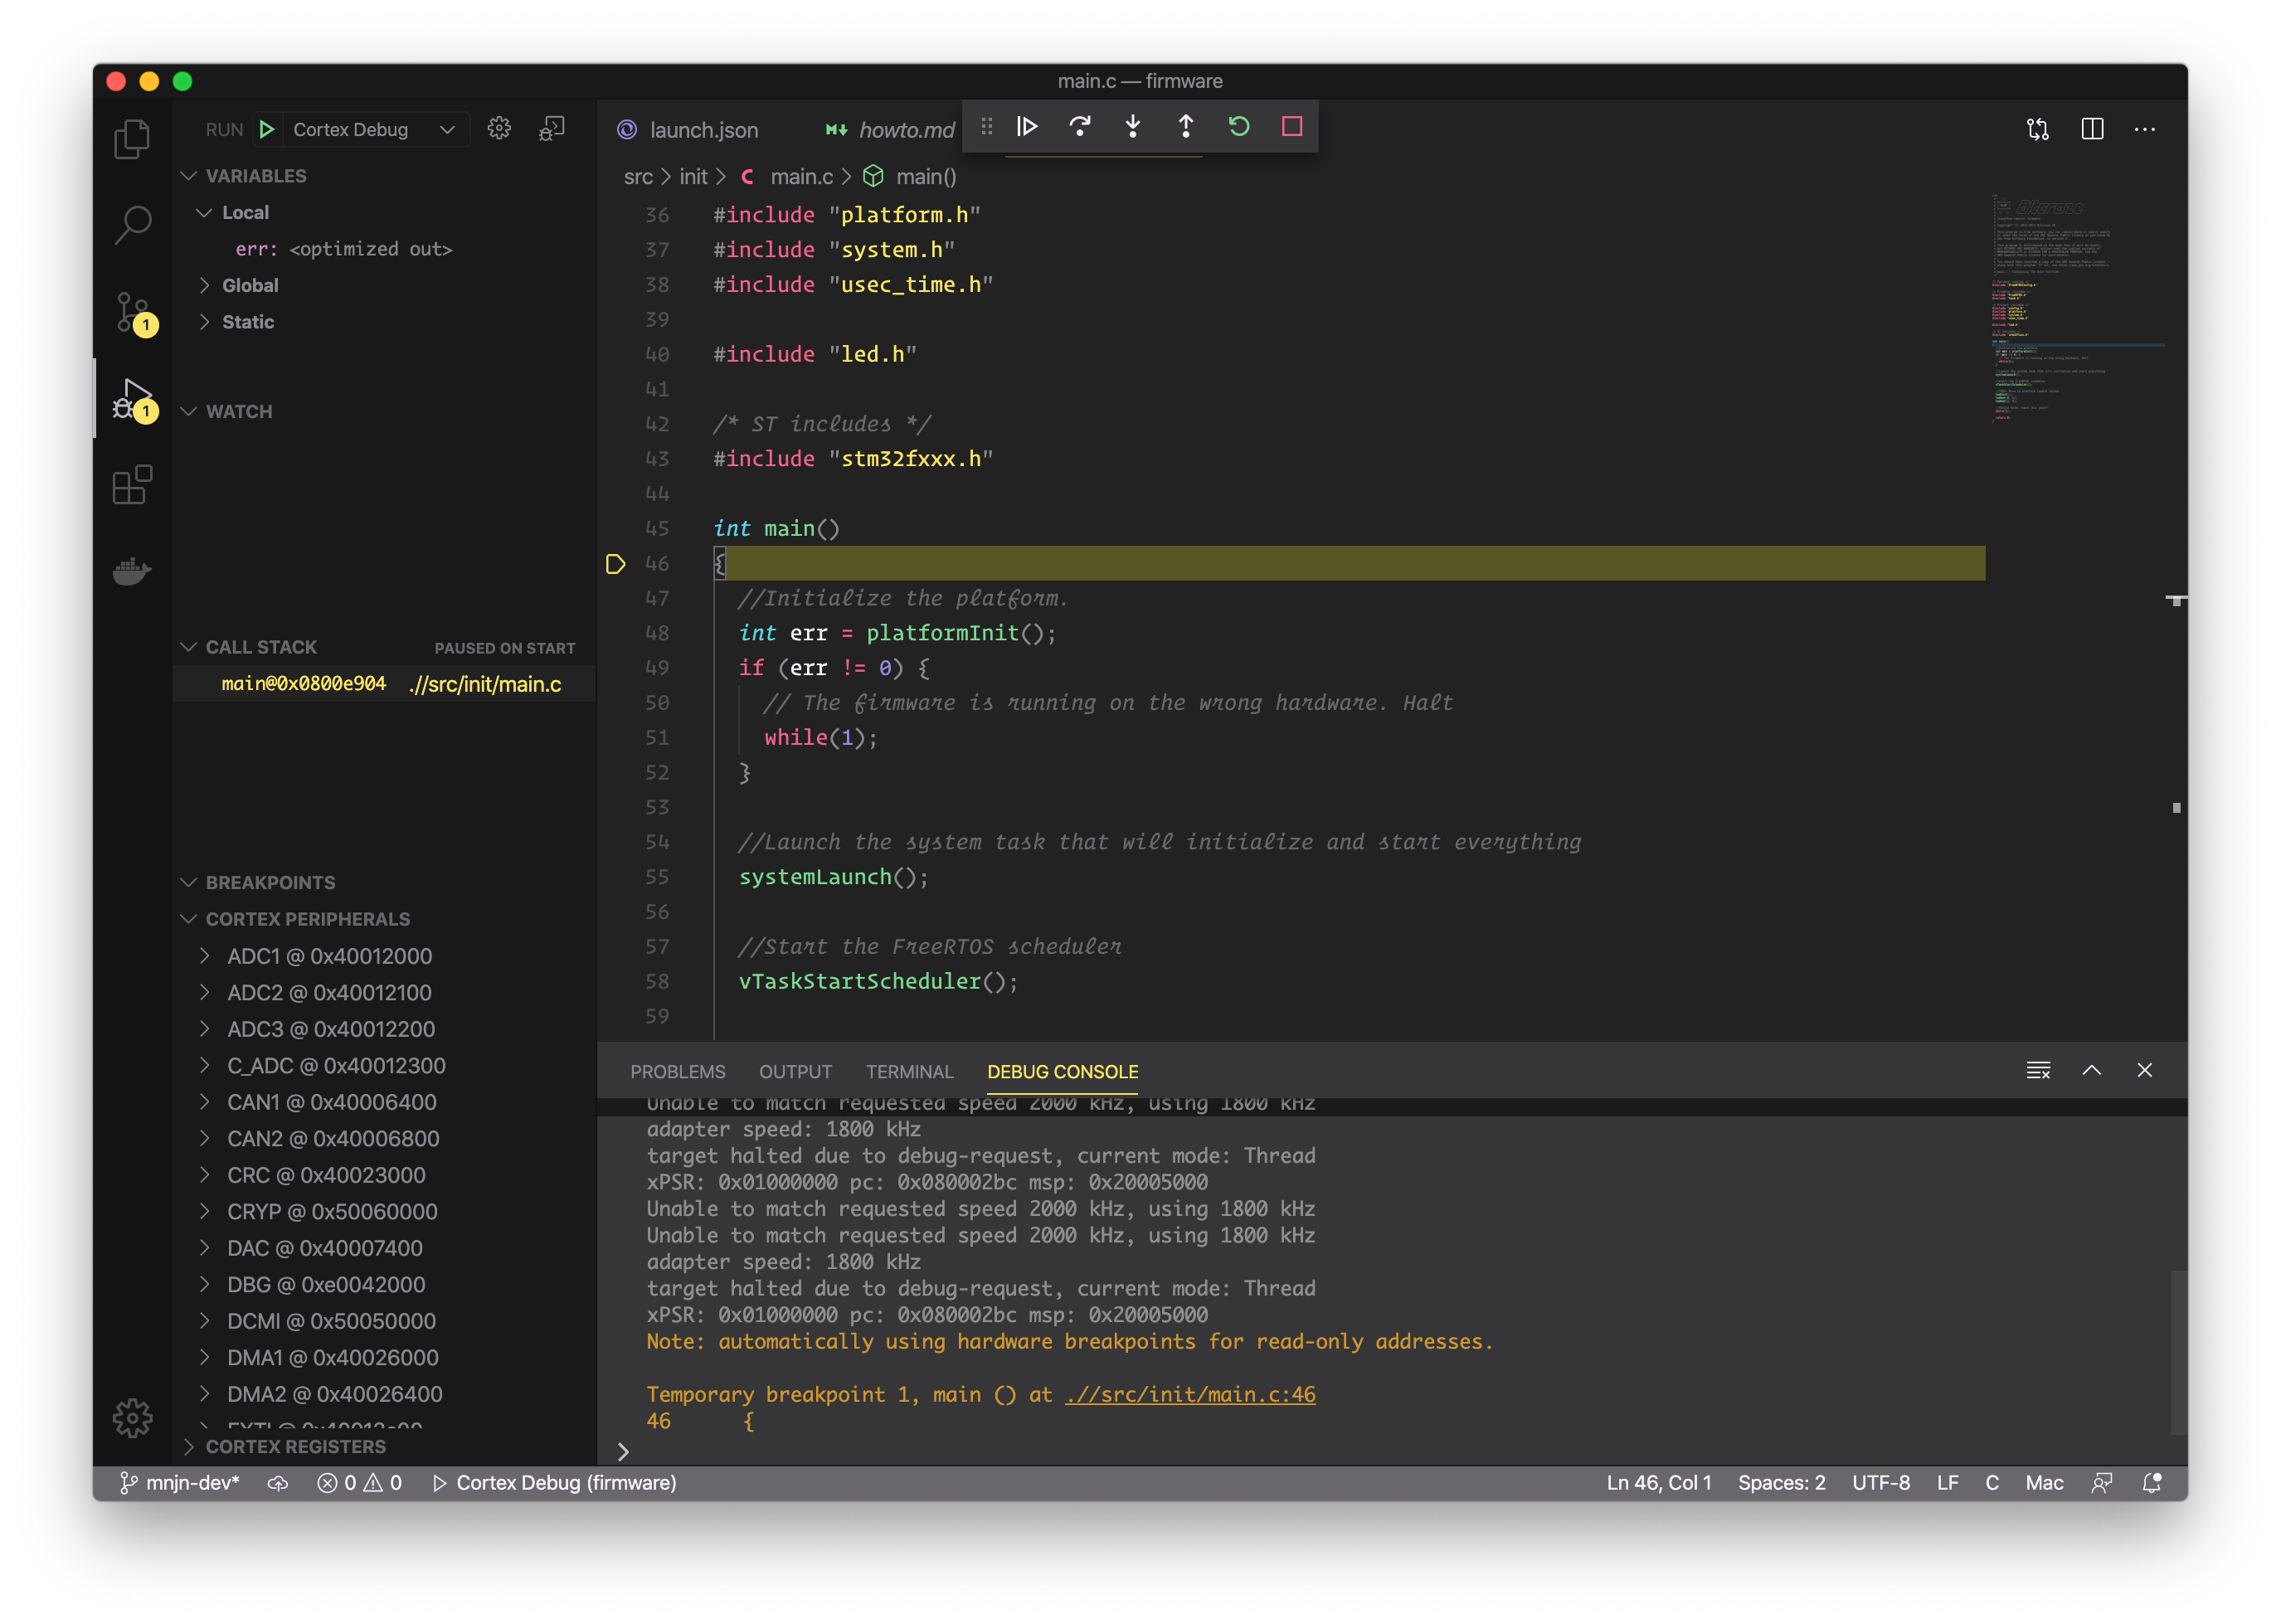 main.c — firmware
RUN Cortex Debug
VARIABLES
Local
err: <optimized out>
Global
Static
1
1
WATCH
CALL STACK PAUSED ON START
main@0x0800e904 .//src/init/main.c
BREAKPOINTS
CORTEX PERIPHERALS
ADC1 @ 0x40012000
ADC2 @ 0x40012100
ADC3 @ 0x40012200
C_ADC @ 0x40012300
CAN1 @ 0x40006400
CAN2 @ 0x40006800
CRC @ 0x40023000
CRYP @ 0x50060000
DAC @ 0x40007400
DBG @ 0xe0042000
DCMI @ 0x50050000
DMA1 @ 0x40026000
DMA2 @ 0x40026400
CORTEX REGISTERS
launch.json howto.md
src > init > C main.c > main()
36 #include "platform.h"
37 #include "system.h"
38 #include "usec_time.h"
39
40 #include "led.h"
41
42 /* ST includes */
43 #include "stm32fxxx.h"
44
45 int main()
46 {
47 //Initialize the platform.
48 int err = platformInit();
49 if (err != 0) {
50 // The firmware is running on the wrong hardware. Halt
51 while(1);
52 }
53
54 //Launch the system task that will initialize and start everything
55 systemLaunch();
56
57 //Start the FreeRTOS scheduler
58 vTaskStartScheduler();
59
PROBLEMS OUTPUT TERMINAL DEBUG CONSOLE
Unable to match requested speed 2000 kHz, using 1800 kHz
adapter speed: 1800 kHz
target halted due to debug-request, current mode: Thread
xPSR: 0x01000000 pc: 0x080002bc msp: 0x20005000
Unable to match requested speed 2000 kHz, using 1800 kHz
Unable to match requested speed 2000 kHz, using 1800 kHz
adapter speed: 1800 kHz
target halted due to debug-request, current mode: Thread
xPSR: 0x01000000 pc: 0x080002bc msp: 0x20005000
Note: automatically using hardware breakpoints for read-only addresses.
Temporary breakpoint 1, main () at .//src/init/main.c:46
46 {
mnjn-dev* 0 0 Cortex Debug (firmware) Ln 46, Col 1 Spaces: 2 UTF-8 LF C Mac